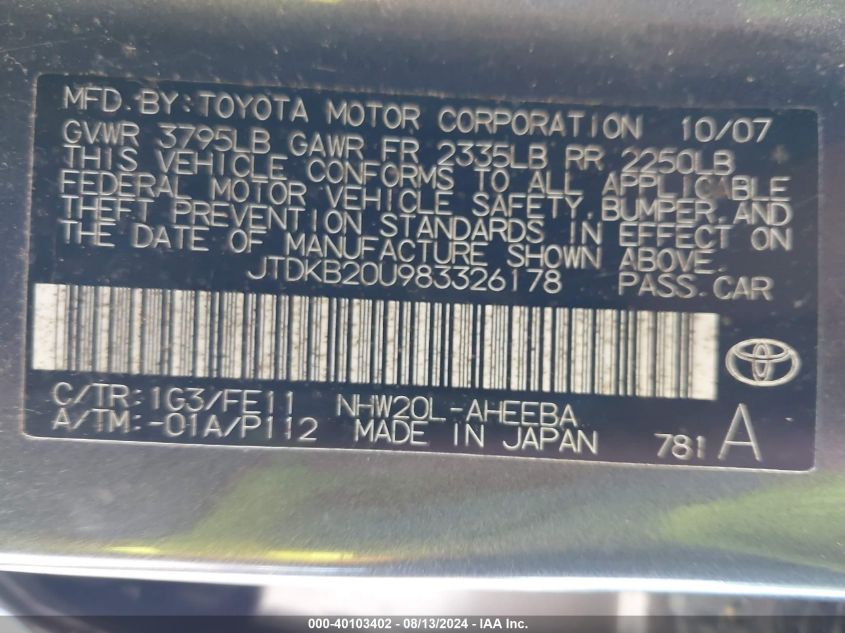 MFD. BY: TOYOTA MOTOR CORPORATION 10/07
GVWR 3795LB GAWR FR 2335LB RR 2250LB
THIS VEHICLE CONFORMS TO ALL APPLICABLE
FEDERAL MOTOR VEHICLE SAFETY, BUMPER, AND
THEFT PREVENTION STANDARDS IN EFFECT ON
THE DATE OF MANUFACTURE SHOWN ABOVE.
JTDKB20U983326178 PASS. CAR
C/TR: 1G3/FE11 NHW20L-AHEEBA
A/TM:-01A/P112 MADE IN JAPAN 781 A
000-40103402 - 08/13/2024 - IAA Inc.